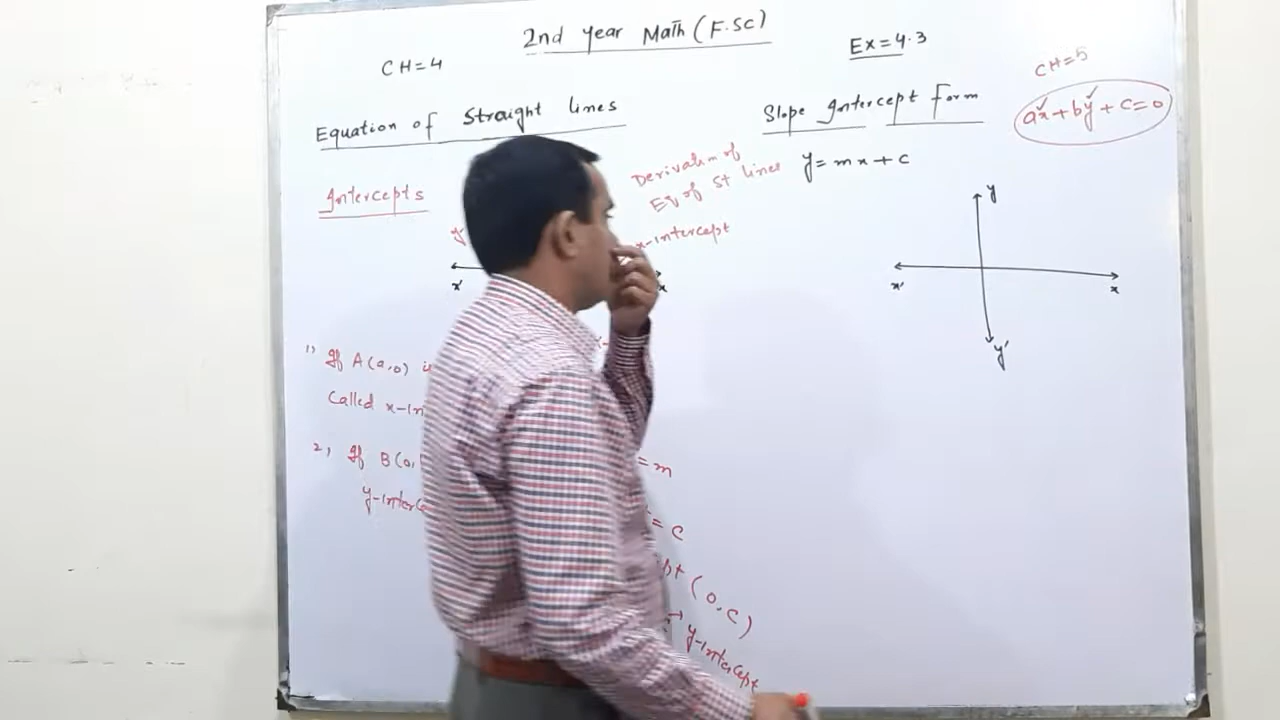 2nd year Math (F.SC)
CH=4
Ex=4.3
CH=5
Equation of Straight lines
Slope Intercept Form
ax+by+c=0
Derivation of
Eq of St lines
y=mx+c
Intercepts
x-intercept
y
x'
x
x'
x
y'
1) If A(a,0) is
Called x-in
2) If B(0,
= m
y-interce
= c
(0,c)
→ y-intercept